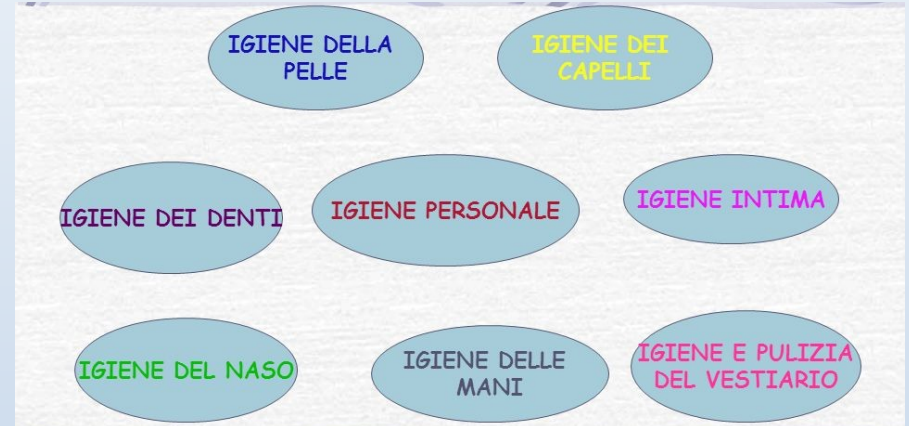 IGIENE DELLA
PELLE
IGIENE DEI
CAPELLI
IGIENE DEI DENTI
IGIENE PERSONALE
IGIENE INTIMA
IGIENE DEL NASO
IGIENE DELLE
MANI
IGIENE E PULIZIA
DEL VESTIARIO